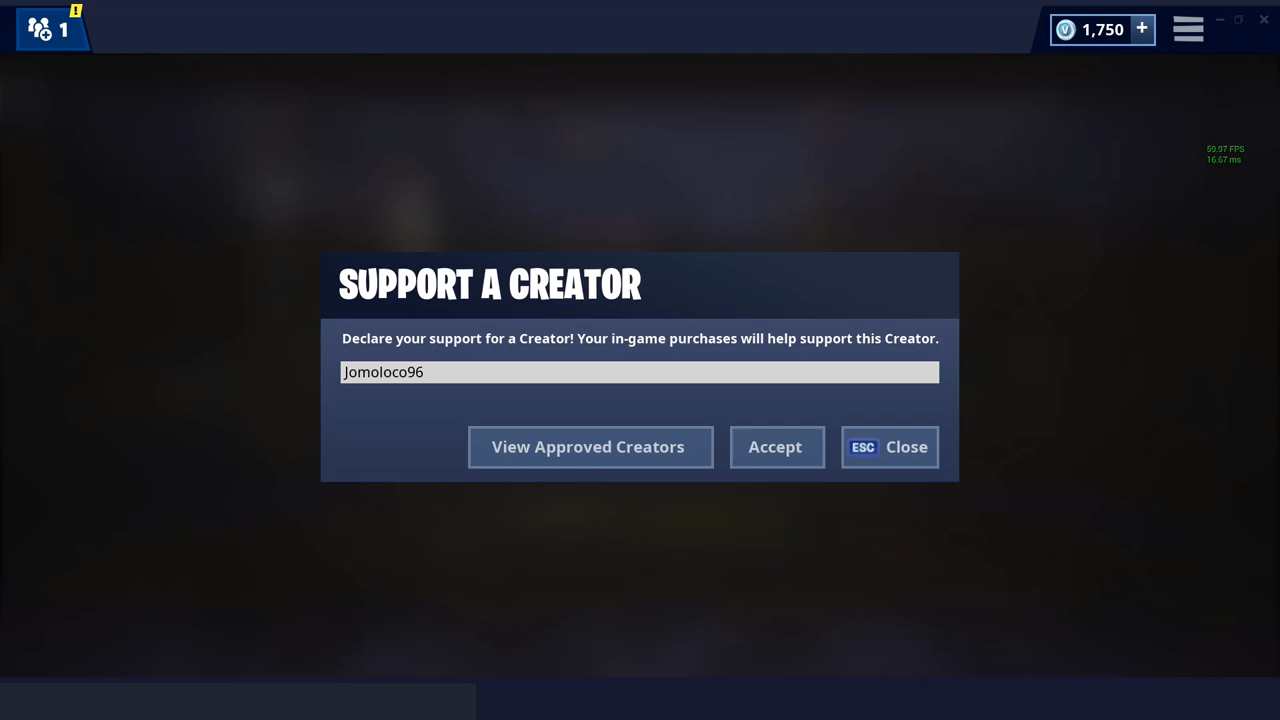 !
1
V 1,750 +
59.97 FPS
16.67 ms
SUPPORT A CREATOR
Declare your support for a Creator! Your in-game purchases will help support this Creator.
Jomoloco96
View Approved Creators
Accept
ESC Close